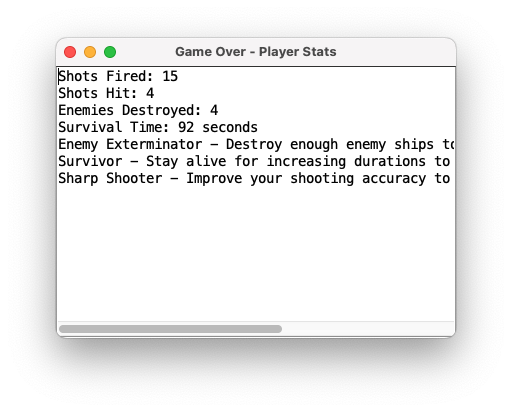 Game Over - Player Stats
Shots Fired: 15
Shots Hit: 4
Enemies Destroyed: 4
Survival Time: 92 seconds
Enemy Exterminator – Destroy enough enemy ships to
Survivor – Stay alive for increasing durations to
Sharp Shooter – Improve your shooting accuracy to